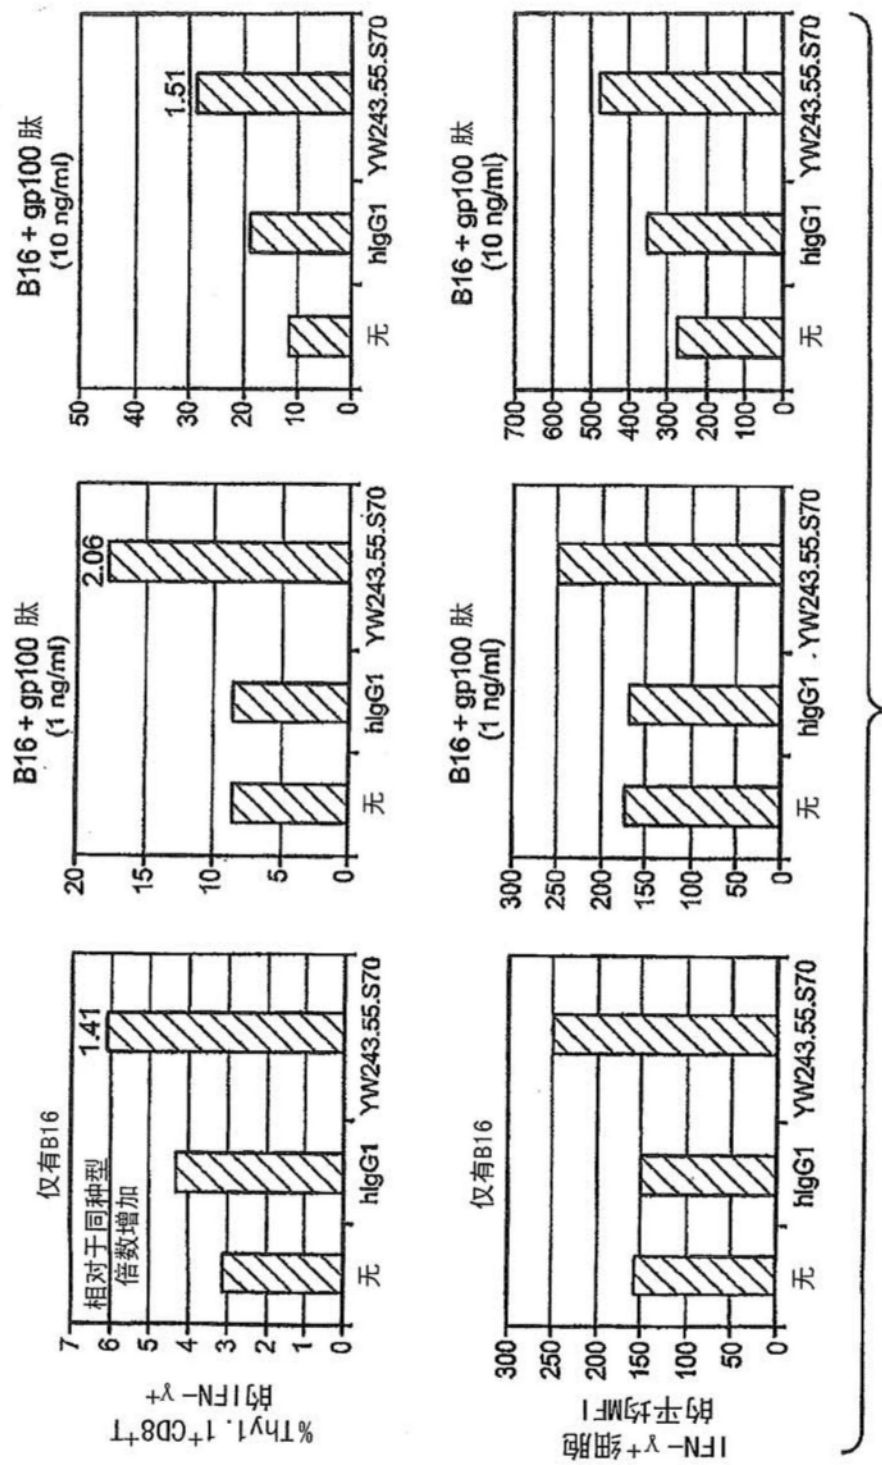 仅有B16
相对于同种型
倍数增加
1.41
7
6
5
4
3
2
1
0
%Thy1.1⁺CD8⁺T
的IFN-γ⁺
无
hIgG1
YW243.55.S70
B16 + gp100 肽
(1 ng/ml)
2.06
20
15
10
5
0
无
hIgG1
YW243.55.S70
B16 + gp100 肽
(10 ng/ml)
1.51
50
40
30
20
10
0
无
hIgG1
YW243.55.S70
仅有B16
300
250
200
150
100
50
0
IFN-γ⁺细胞
的平均MFI
无
hIgG1
YW243.55.S70
B16 + gp100 肽
(1 ng/ml)
300
250
200
150
100
50
0
无
hIgG1
YW243.55.S70
B16 + gp100 肽
(10 ng/ml)
700
600
500
400
300
200
100
0
无
hIgG1
YW243.55.S70